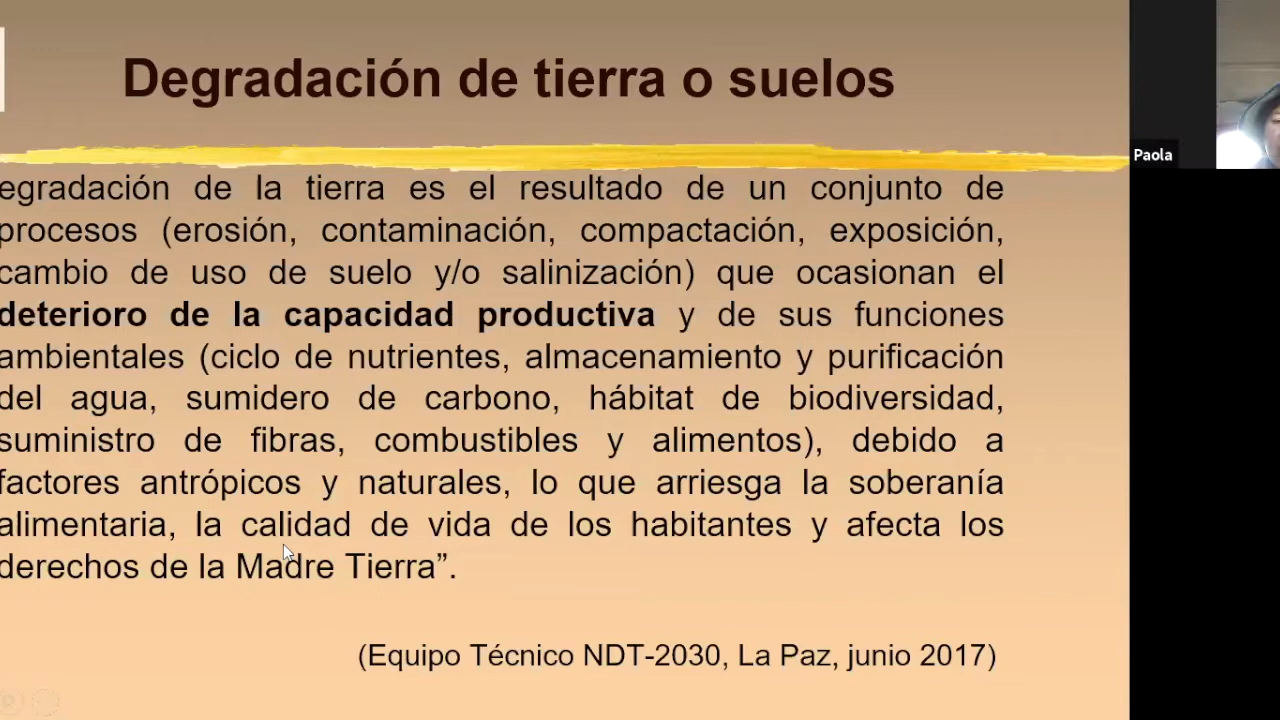 Degradación de tierra o suelos
egradación de la tierra es el resultado de un conjunto de
procesos (erosión, contaminación, compactación, exposición,
cambio de uso de suelo y/o salinización) que ocasionan el
deterioro de la capacidad productiva y de sus funciones
ambientales (ciclo de nutrientes, almacenamiento y purificación
del agua, sumidero de carbono, hábitat de biodiversidad,
suministro de fibras, combustibles y alimentos), debido a
factores antrópicos y naturales, lo que arriesga la soberanía
alimentaria, la calidad de vida de los habitantes y afecta los
derechos de la Madre Tierra”.
(Equipo Técnico NDT-2030, La Paz, junio 2017)
Paola